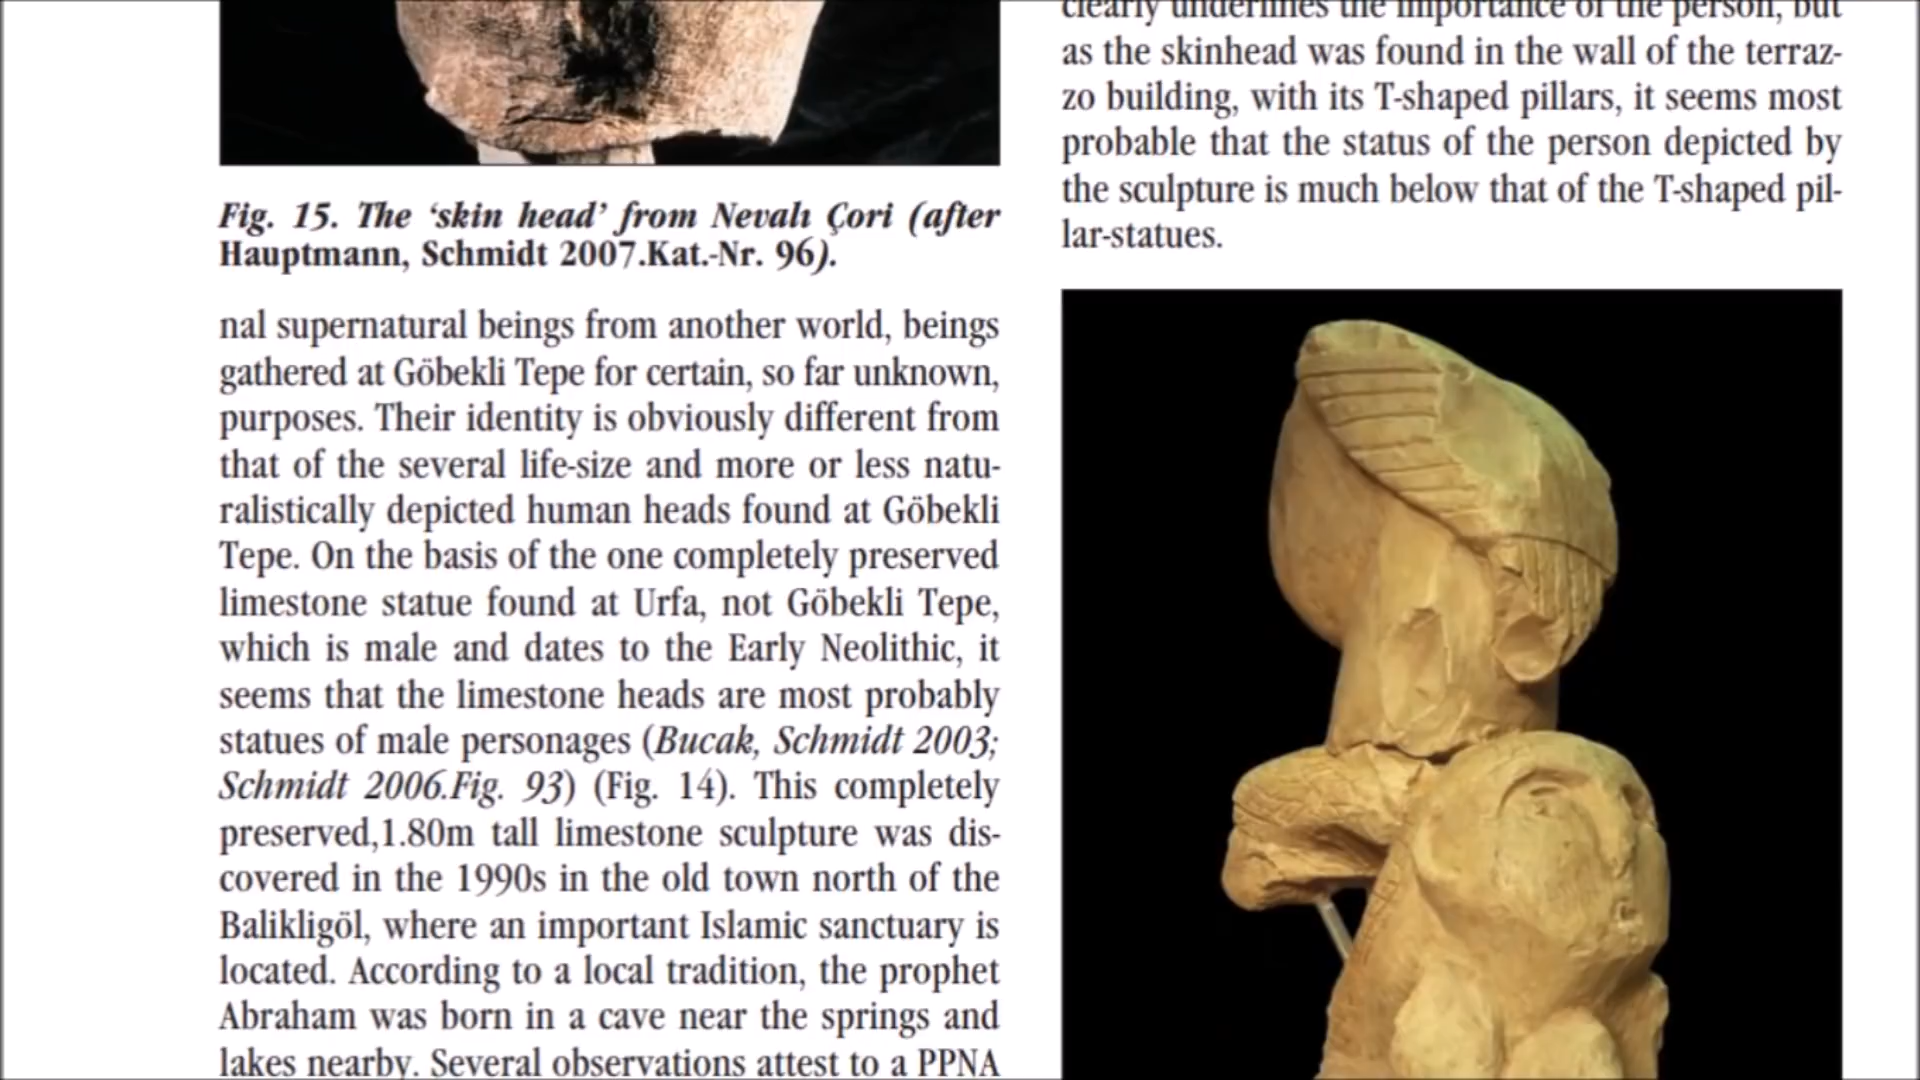 Fig. 15. The ‘skin head’ from Nevalı Çori (after
Hauptmann, Schmidt 2007.Kat.-Nr. 96).
nal supernatural beings from another world, beings
gathered at Göbekli Tepe for certain, so far unknown,
purposes. Their identity is obviously different from
that of the several life-size and more or less natu-
ralistically depicted human heads found at Göbekli
Tepe. On the basis of the one completely preserved
limestone statue found at Urfa, not Göbekli Tepe,
which is male and dates to the Early Neolithic, it
seems that the limestone heads are most probably
statues of male personages (Bucak, Schmidt 2003;
Schmidt 2006.Fig. 93) (Fig. 14). This completely
preserved,1.80m tall limestone sculpture was dis-
covered in the 1990s in the old town north of the
Balikligöl, where an important Islamic sanctuary is
located. According to a local tradition, the prophet
Abraham was born in a cave near the springs and
lakes nearby. Several observations attest to a PPNA
clearly underlines the importance of the person, but
as the skinhead was found in the wall of the terraz-
zo building, with its T-shaped pillars, it seems most
probable that the status of the person depicted by
the sculpture is much below that of the T-shaped pil-
lar-statues.